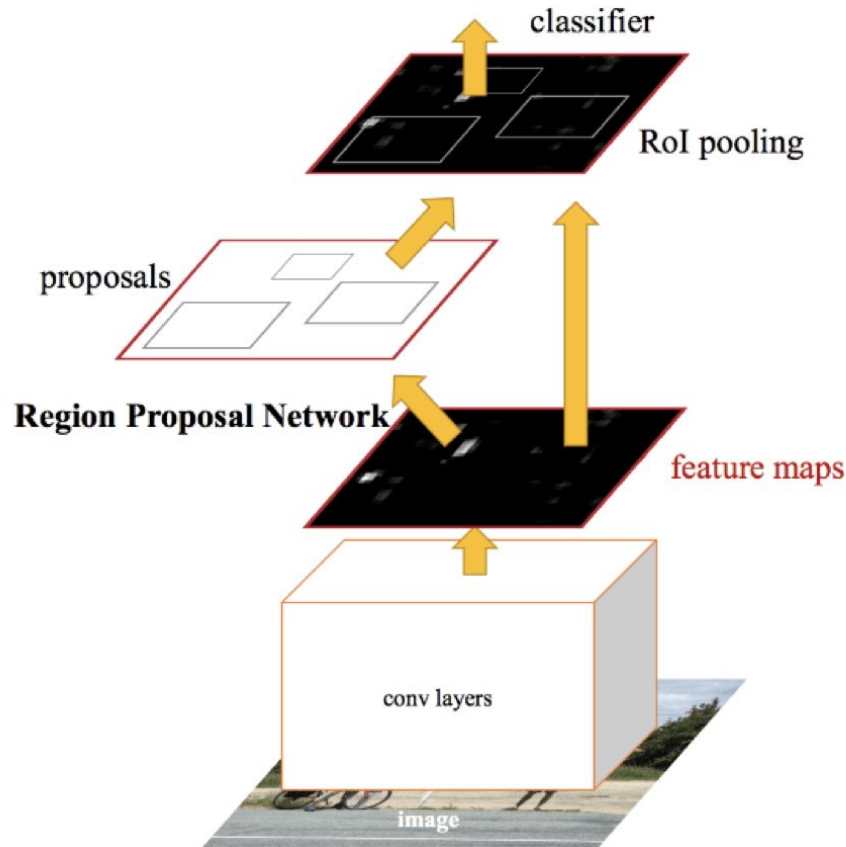 classifier
RoI pooling
proposals
Region Proposal Network
feature maps
conv layers
image